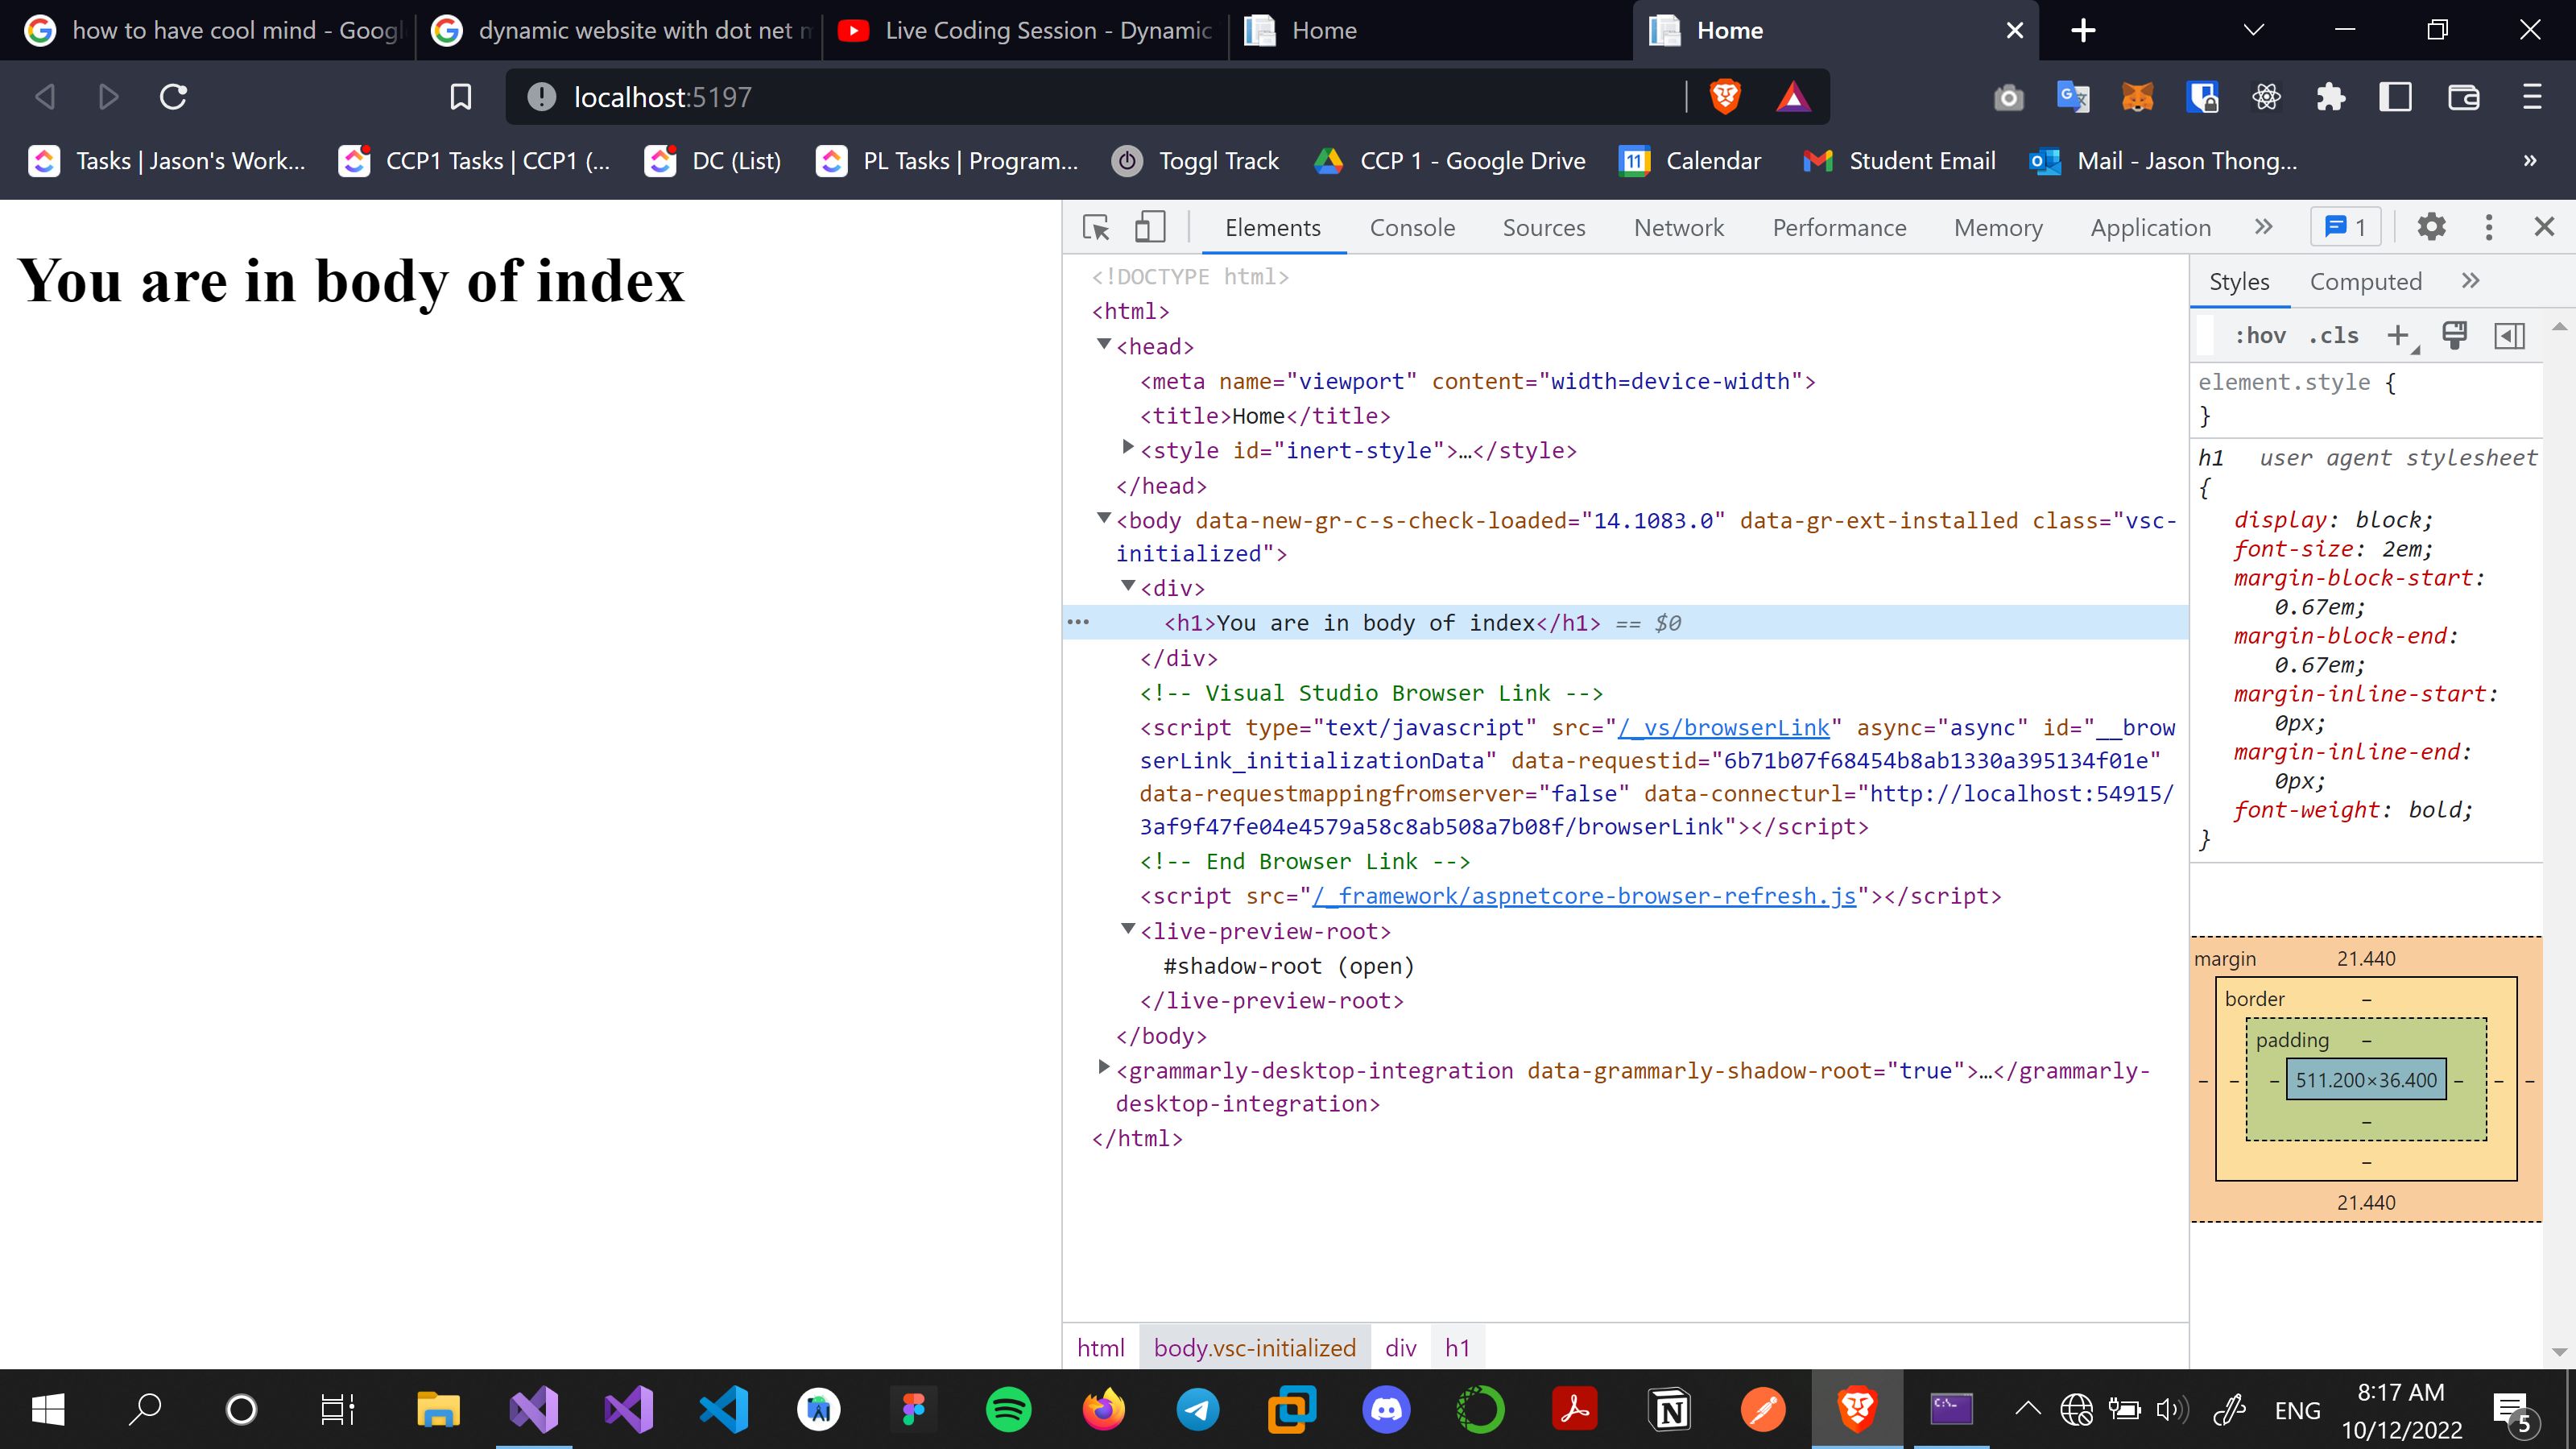 how to have cool mind - Googl
dynamic website with dot net m
Live Coding Session - Dynamic
Home
Home
localhost:5197
Tasks | Jason's Work...
CCP1 Tasks | CCP1 (...
DC (List)
PL Tasks | Program...
Toggl Track
CCP 1 - Google Drive
11
Calendar
Student Email
Mail - Jason Thong...
»
You are in body of index
Elements
Console
Sources
Network
Performance
Memory
Application
1
<!DOCTYPE html>
<html>
<head>
<meta name="viewport" content="width=device-width">
<title>Home</title>
<style id="inert-style">…</style>
</head>
<body data-new-gr-c-s-check-loaded="14.1083.0" data-gr-ext-installed class="vsc-
initialized">
<div>
<h1>You are in body of index</h1> == $0
</div>
<!-- Visual Studio Browser Link -->
<script type="text/javascript" src="/_vs/browserLink" async="async" id="__brow
serLink_initializationData" data-requestid="6b71b07f68454b8ab1330a395134f01e"
data-requestmappingfromserver="false" data-connecturl="http://localhost:54915/
3af9f47fe04e4579a58c8ab508a7b08f/browserLink"></script>
<!-- End Browser Link -->
<script src="/_framework/aspnetcore-browser-refresh.js"></script>
<live-preview-root>
#shadow-root (open)
</live-preview-root>
</body>
<grammarly-desktop-integration data-grammarly-shadow-root="true">…</grammarly-
desktop-integration>
</html>
html
body.vsc-initialized
div
h1
Styles
Computed
:hov
.cls
element.style {
}
h1 user agent stylesheet
{
display: block;
font-size: 2em;
margin-block-start:
0.67em;
margin-block-end:
0.67em;
margin-inline-start:
0px;
margin-inline-end:
0px;
font-weight: bold;
}
margin
21.440
border
–
padding
–
– – – 511.200×36.400 – – –
–
–
21.440
C:\_
ENG
8:17 AM
10/12/2022
5